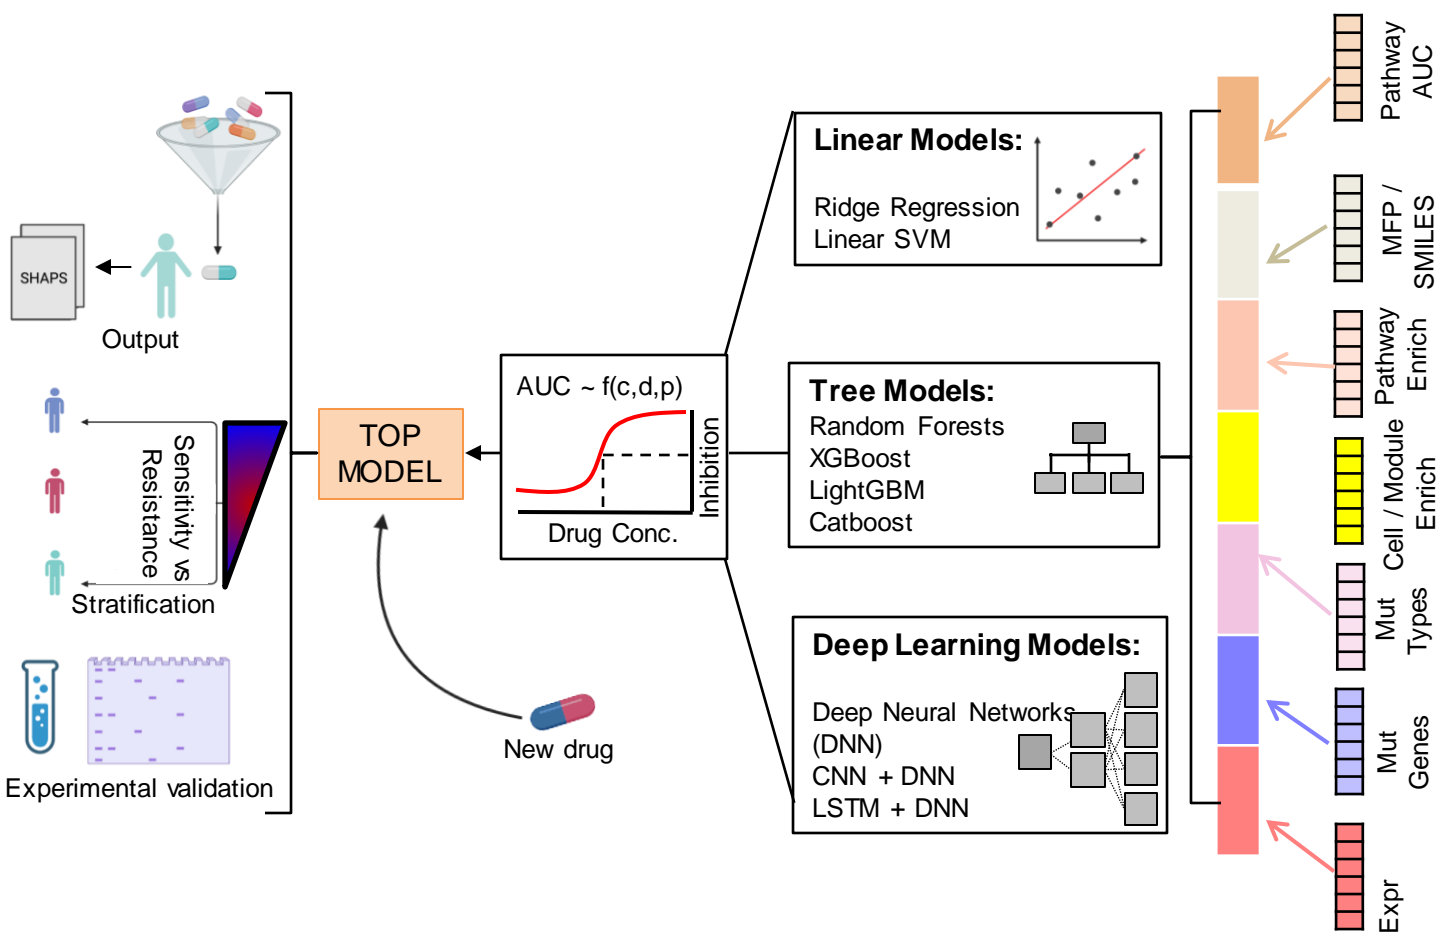 SHAPS
Output
Sensitivity vs
Resistance
Stratification
Experimental validation
TOP
MODEL
New drug
AUC ~ f(c,d,p)
Inhibition
Drug Conc.
Linear Models:
Ridge Regression
Linear SVM
Tree Models:
Random Forests
XGBoost
LightGBM
Catboost
Deep Learning Models:
Deep Neural Networks
(DNN)
CNN + DNN
LSTM + DNN
Pathway
AUC
MFP /
SMILES
Pathway
Enrich
Cell / Module
Enrich
Mut
Types
Mut
Genes
Expr